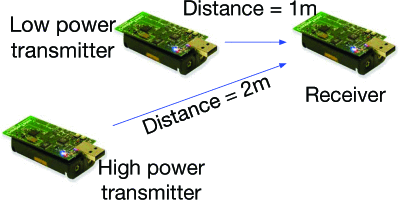 Distance = 1m
Low power
transmitter
Receiver
Distance = 2m
High power
transmitter